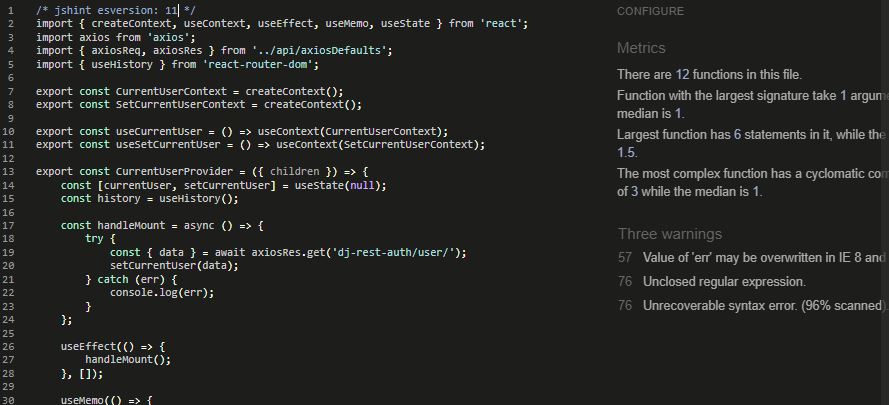 1 /* jshint esversion: 11 */
2 import { createContext, useContext, useEffect, useMemo, useState } from 'react';
3 import axios from 'axios';
4 import { axiosReq, axiosRes } from '../api/axiosDefaults';
5 import { useHistory } from 'react-router-dom';
6
7 export const CurrentUserContext = createContext();
8 export const SetCurrentUserContext = createContext();
9
10 export const useCurrentUser = () => useContext(CurrentUserContext);
11 export const useSetCurrentUser = () => useContext(SetCurrentUserContext);
12
13 export const CurrentUserProvider = ({ children }) => {
14 const [currentUser, setCurrentUser] = useState(null);
15 const history = useHistory();
16
17 const handleMount = async () => {
18 try {
19 const { data } = await axiosRes.get('dj-rest-auth/user/');
20 setCurrentUser(data);
21 } catch (err) {
22 console.log(err);
23 }
24 };
25
26 useEffect(() => {
27 handleMount();
28 }, []);
29
30 useMemo(() => {
CONFIGURE
Metrics
There are 12 functions in this file.
Function with the largest signature take 1 argum
median is 1.
Largest function has 6 statements in it, while the
1.5.
The most complex function has a cyclomatic co
of 3 while the median is 1.
Three warnings
57 Value of 'err' may be overwritten in IE 8 and
76 Unclosed regular expression.
76 Unrecoverable syntax error. (96% scanned).